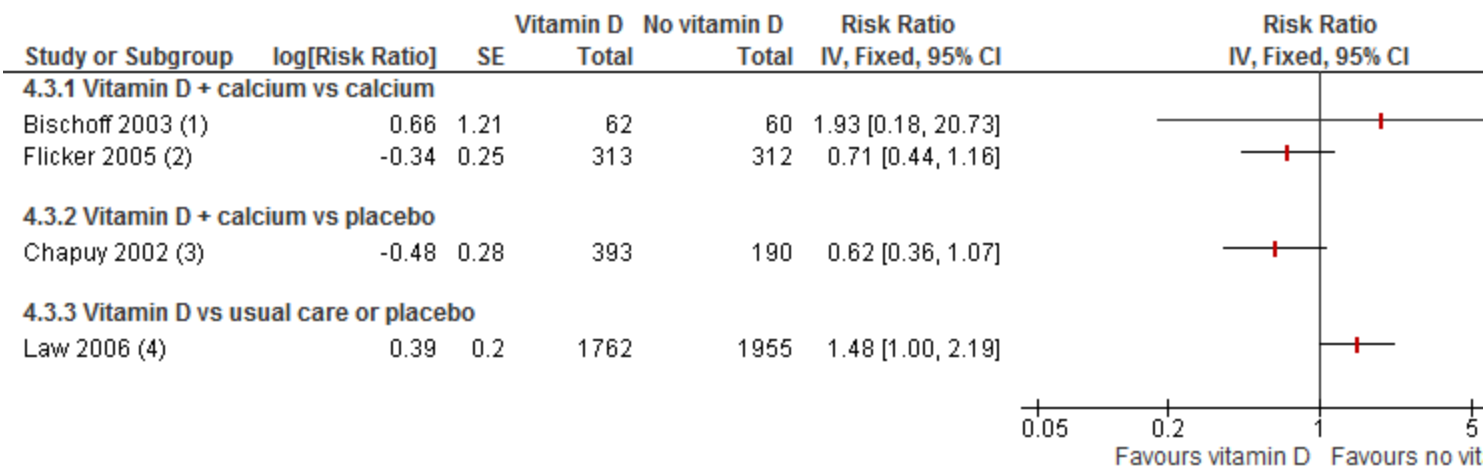 Vitamin D No vitamin D Risk Ratio Risk Ratio
Study or Subgroup log[Risk Ratio] SE Total Total IV, Fixed, 95% CI IV, Fixed, 95% CI
4.3.1 Vitamin D + calcium vs calcium
Bischoff 2003 (1) 0.66 1.21 62 60 1.93 [0.18, 20.73]
Flicker 2005 (2) -0.34 0.25 313 312 0.71 [0.44, 1.16]
4.3.2 Vitamin D + calcium vs placebo
Chapuy 2002 (3) -0.48 0.28 393 190 0.62 [0.36, 1.07]
4.3.3 Vitamin D vs usual care or placebo
Law 2006 (4) 0.39 0.2 1762 1955 1.48 [1.00, 2.19]
0.05 0.2 1 5
Favours vitamin D Favours no vit